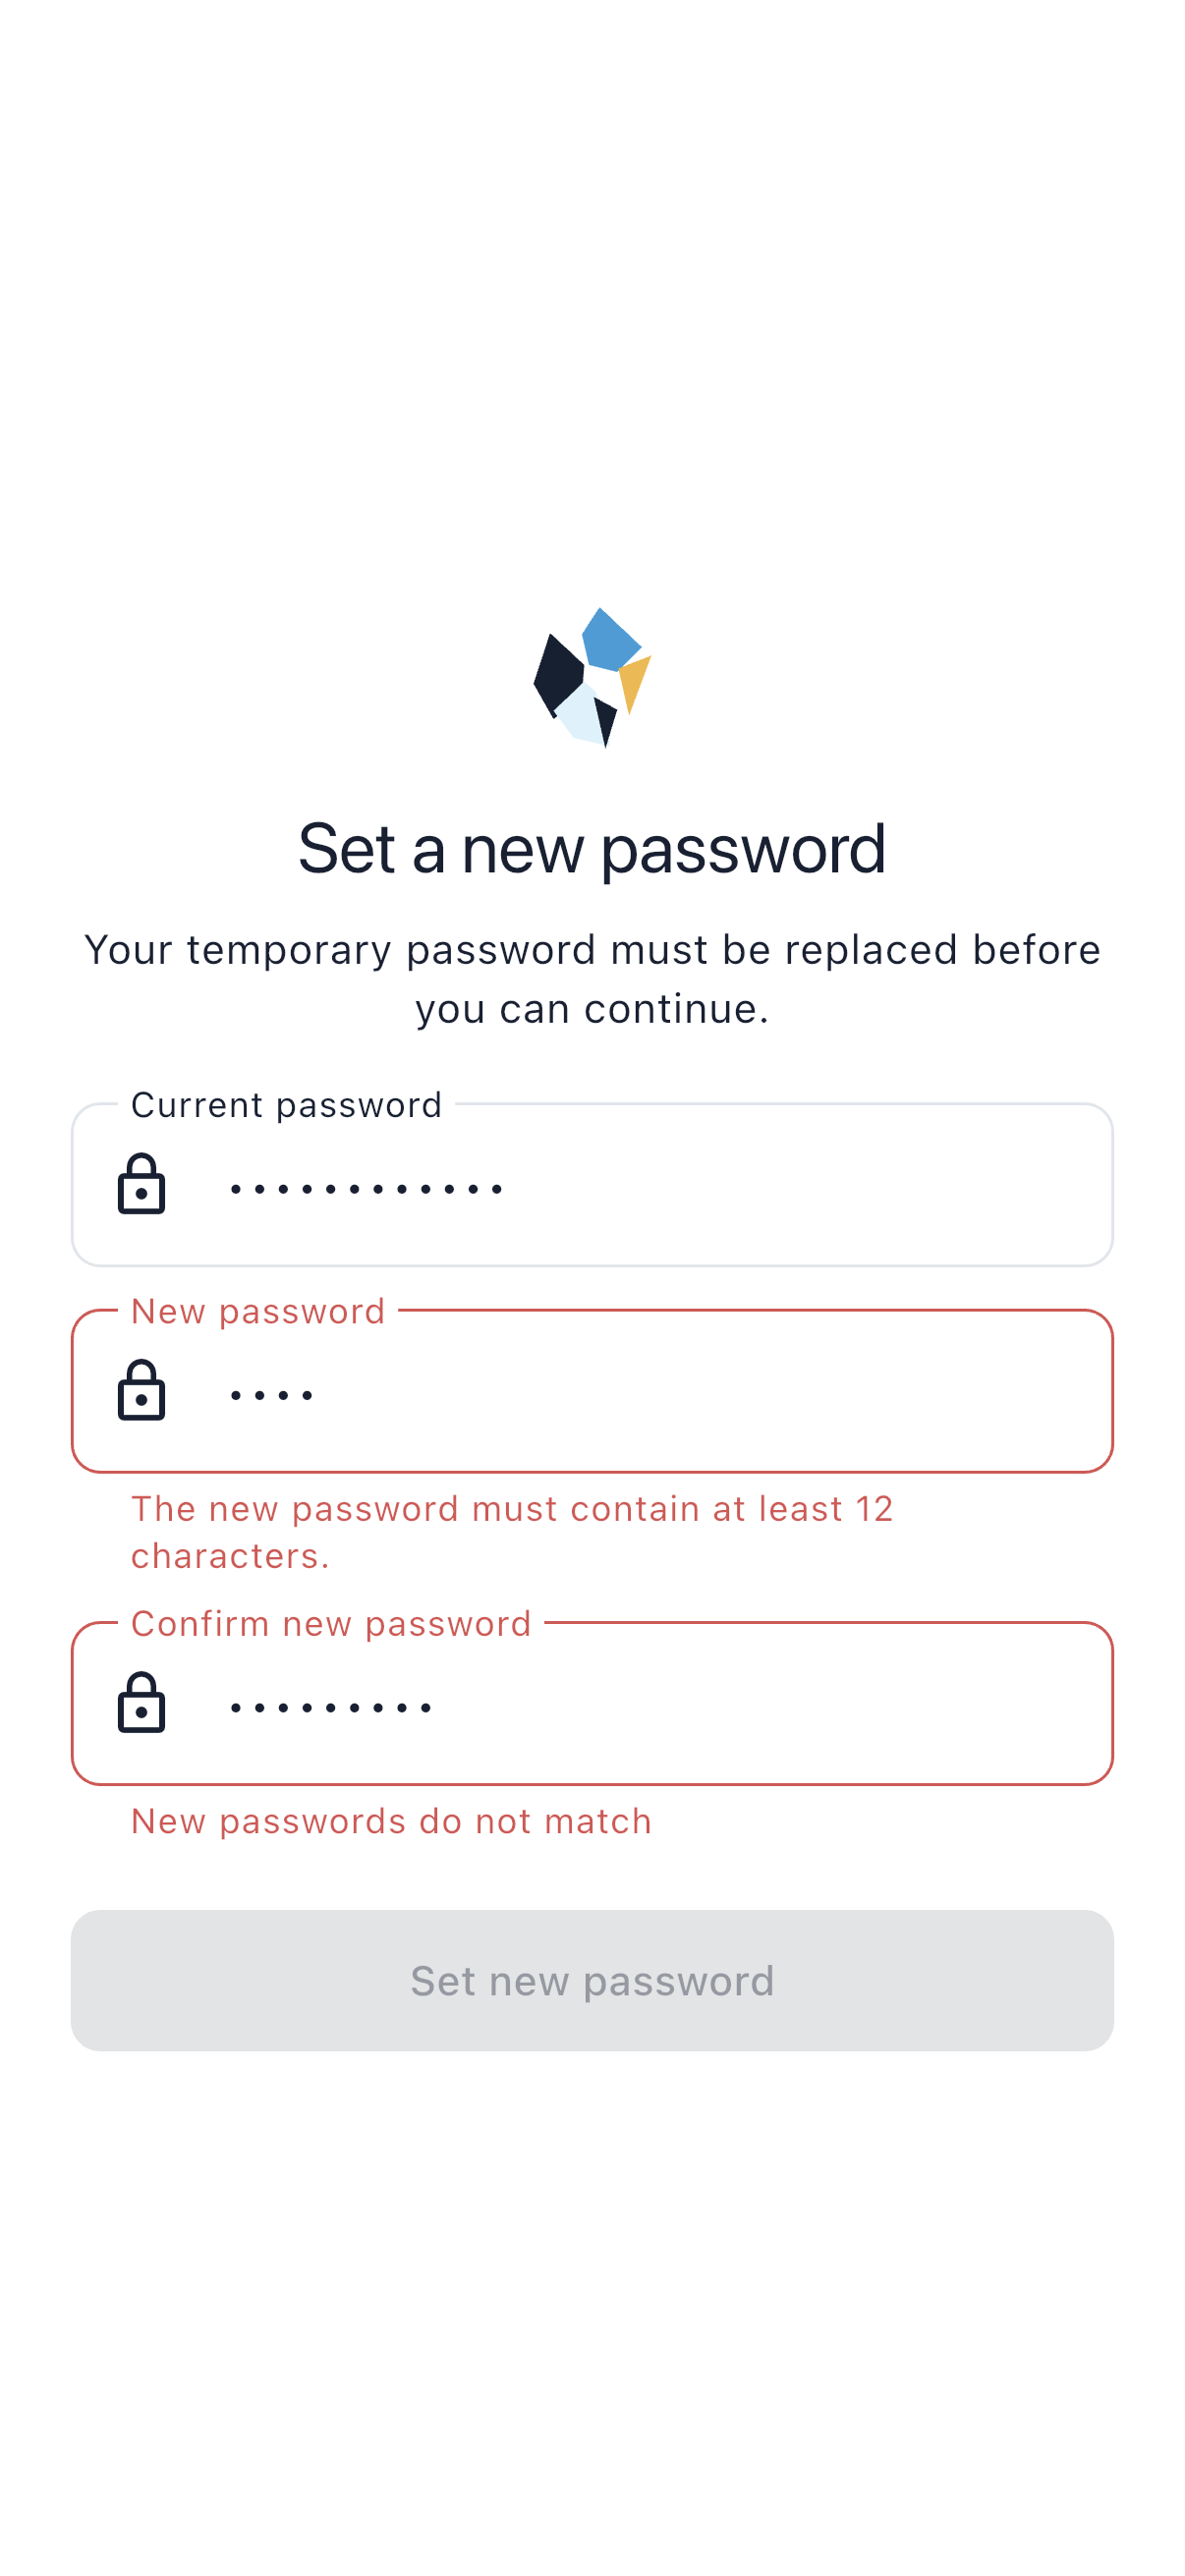 Set a new password
Your temporary password must be replaced before
you can continue.
Current password
••••••••••••
New password
••••
The new password must contain at least 12
characters.
Confirm new password
•••••••••
New passwords do not match
Set new password